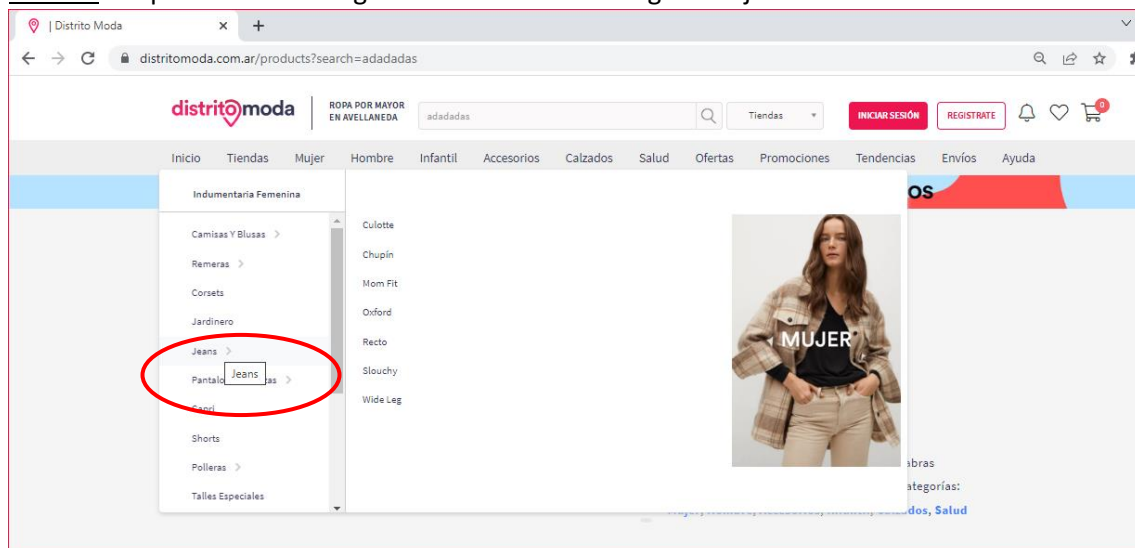 | Distrito Moda
distritomoda.com.ar/products?search=adadadas
distritomoda
ROPA POR MAYOR
EN AVELLANEDA
adadadas
Tiendas
INICIAR SESIÓN
REGISTRATE
0
Inicio Tiendas Mujer Hombre Infantil Accesorios Calzados Salud Ofertas Promociones Tendencias Envíos Ayuda
OS
Indumentaria Femenina
Camisas Y Blusas
Remeras
Corsets
Jardinero
Jeans
Jeans
Capri
Shorts
Polleras
Talles Especiales
Culotte
Chupín
Mom Fit
Oxford
Recto
Slouchy
Wide Leg
MUJER
, Salud